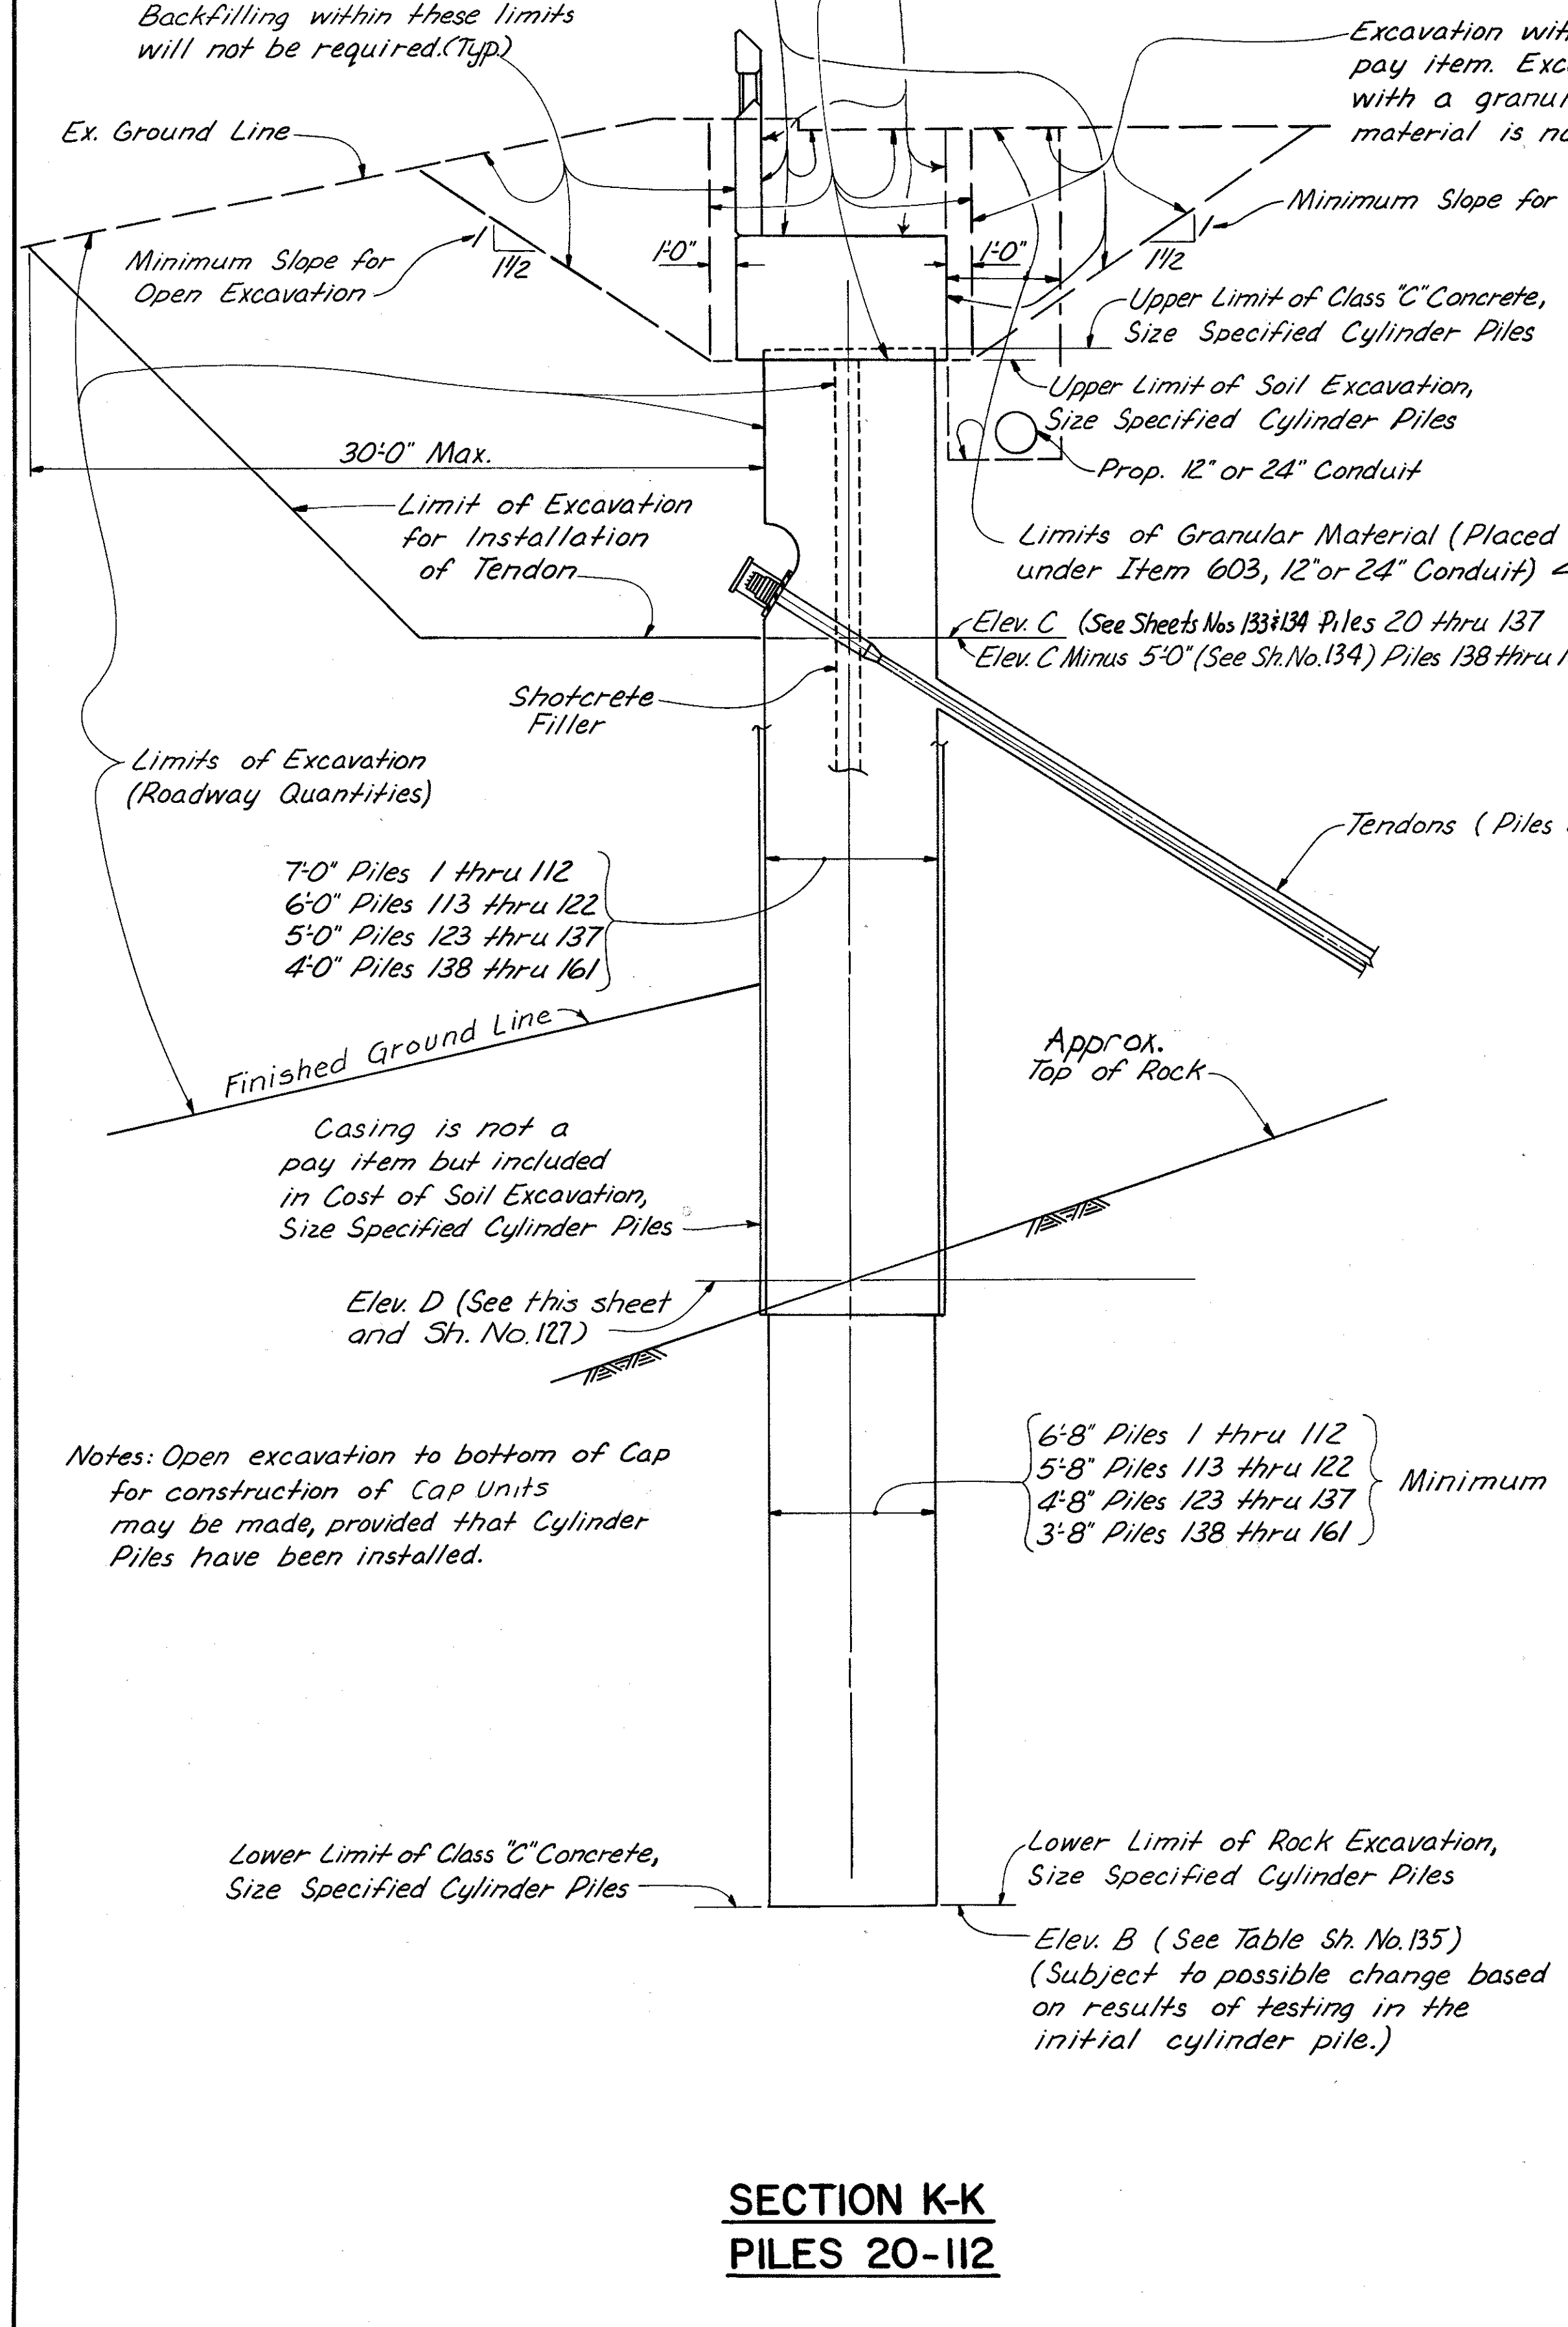 Backfilling within these limits
will not be required.(Typ.)
Excavation with
pay item. Exc
with a granul
material is no
Ex. Ground Line
Minimum Slope for
Open Excavation
1
1½
1'-0"
1'-0"
1
1½
Minimum Slope for
Upper Limit of Class "C" Concrete,
Size Specified Cylinder Piles
Upper Limit of Soil Excavation,
Size Specified Cylinder Piles
30'-0" Max.
Prop. 12" or 24" Conduit
Limit of Excavation
for Installation
of Tendon
Limits of Granular Material (Placed
under Item 603, 12" or 24" Conduit)
Elev. C (See Sheets Nos 133&134 Piles 20 thru 137
Elev. C Minus 5'-0" (See Sh.No.134) Piles 138 thru 1
Shotcrete
Filler
Limits of Excavation
(Roadway Quantities)
Tendons ( Piles
7'-0" Piles 1 thru 112
6'-0" Piles 113 thru 122
5'-0" Piles 123 thru 137
4'-0" Piles 138 thru 161
Finished Ground Line
Approx.
Top of Rock
Casing is not a
pay item but included
in Cost of Soil Excavation,
Size Specified Cylinder Piles
Elev. D (See this sheet
and Sh. No.127)
Notes: Open excavation to bottom of Cap
for construction of Cap Units
may be made, provided that Cylinder
Piles have been installed.
6'-8" Piles 1 thru 112
5'-8" Piles 113 thru 122
4'-8" Piles 123 thru 137
3'-8" Piles 138 thru 161
Minimum
Lower Limit of Class "C" Concrete,
Size Specified Cylinder Piles
Lower Limit of Rock Excavation,
Size Specified Cylinder Piles
Elev. B (See Table Sh. No.135)
(Subject to possible change based
on results of testing in the
initial cylinder pile.)
SECTION K-K
PILES 20-112